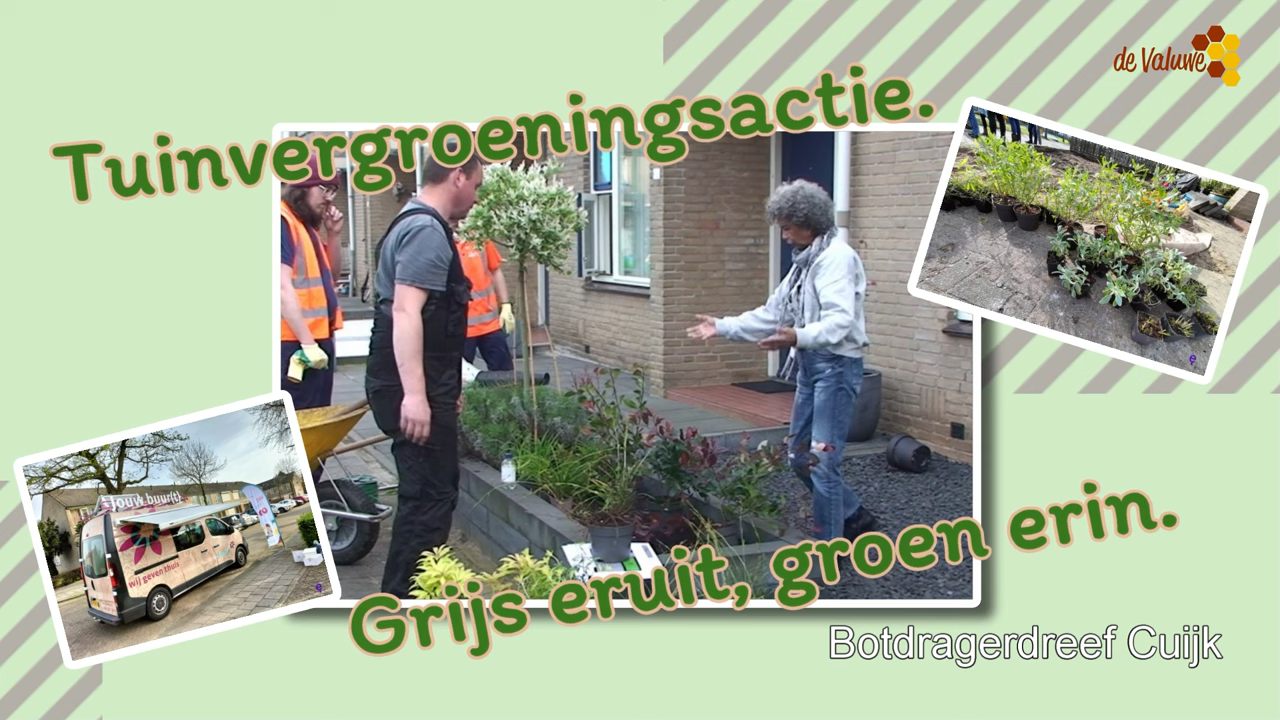 de Valuwe
Tuinvergroeningsactie.
Jouw buur(t)
wij geven thuis
Grijs eruit, groen erin.
Botdragerdreef Cuijk